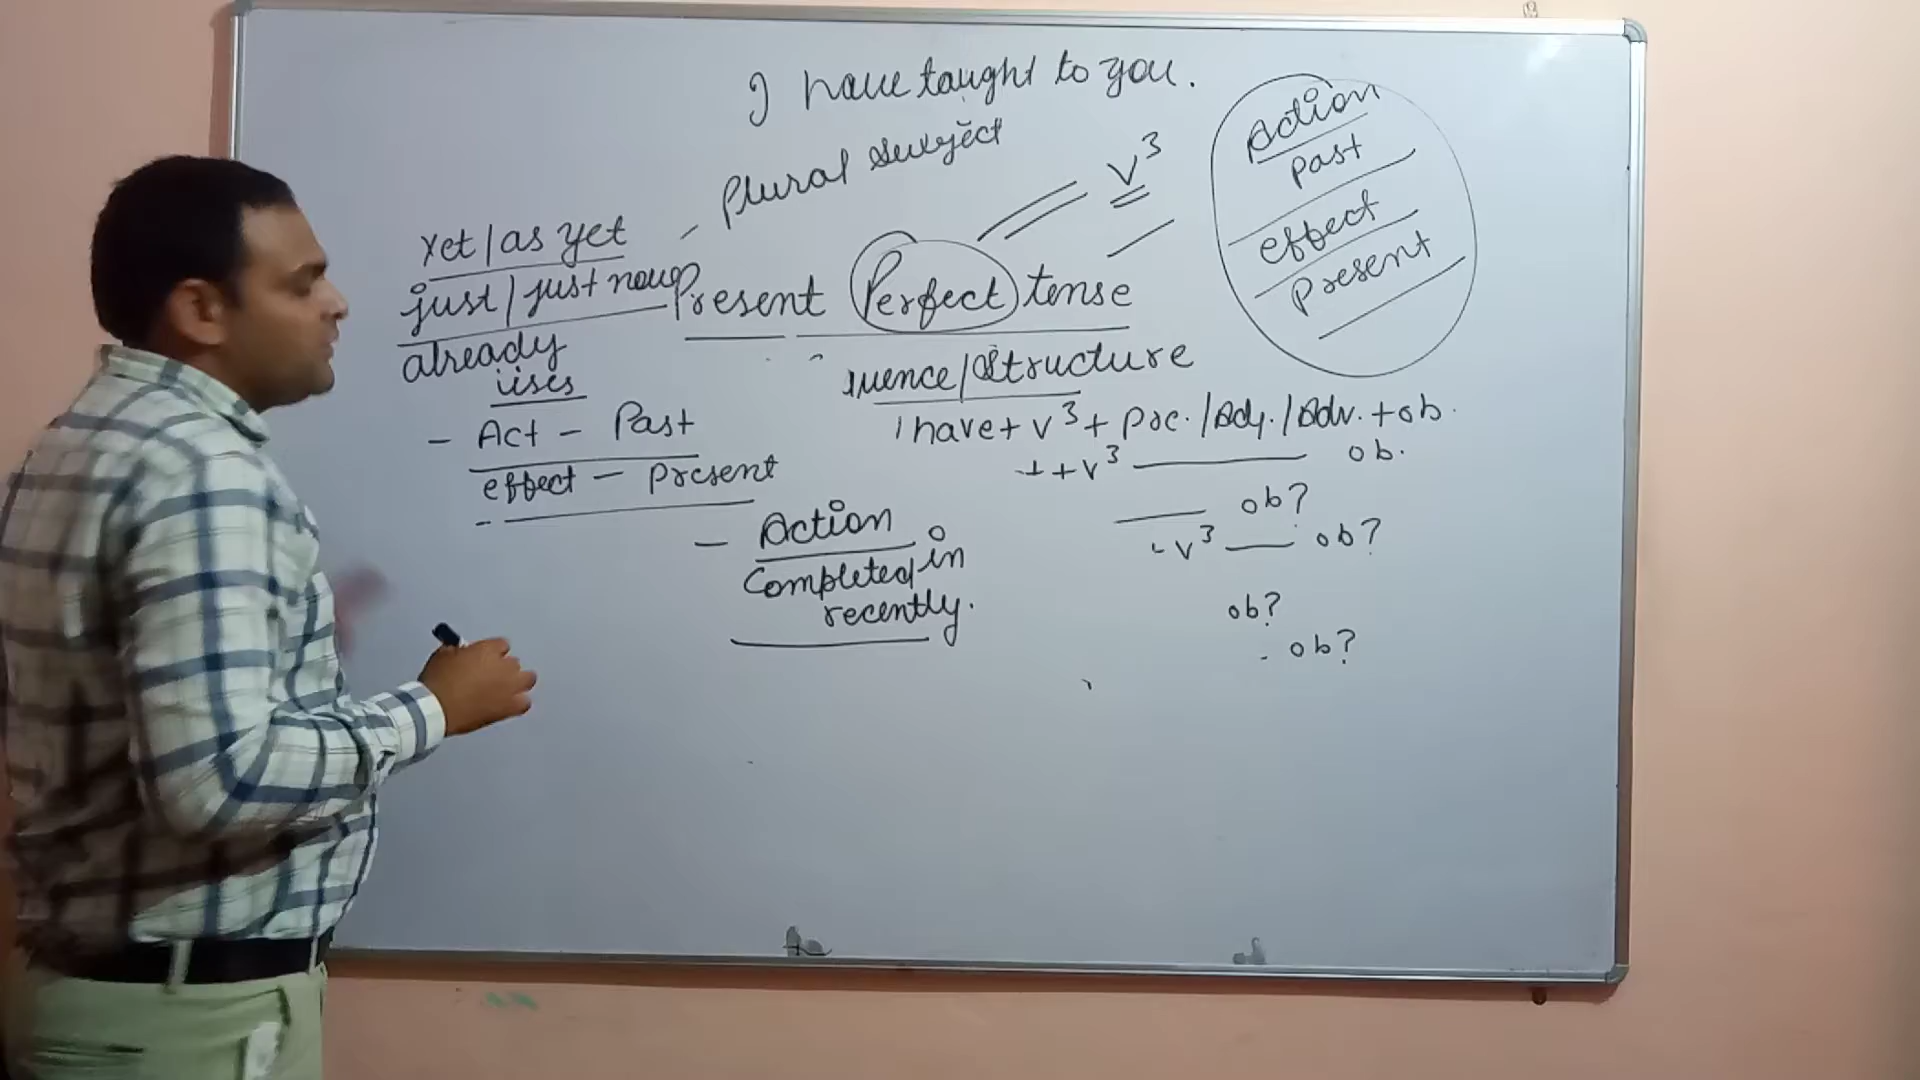 I have taught to you.
Plural subject
V³
Action
Past
effect
Present
Yet/as yet
just/just now
already
Present Perfect tense
uses
- Act - Past
effect - Present
uence/Structure
have + V³ + /Adj./Adv. + ob.
+ + V³ ob.
ob?
V³ ob?
ob?
ob?
- Action
Completed in
recently.